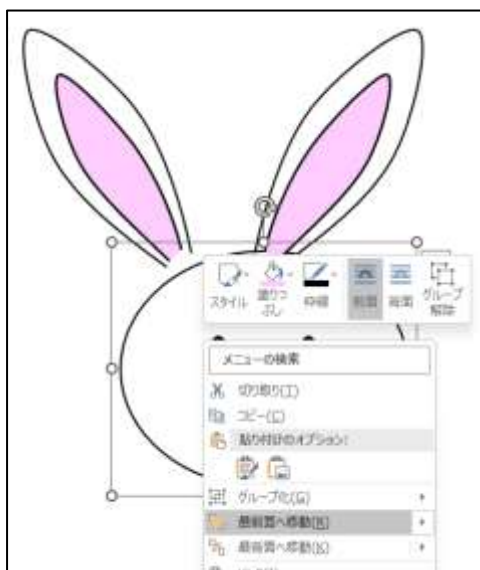 スタイル 塗りつぶし 枠線 前面 背面 グループ解除
メニューの検索
切り取り(T)
コピー(C)
貼り付けのオプション:
グループ化(G)
最前面へ移動(R)
最背面へ移動(K)